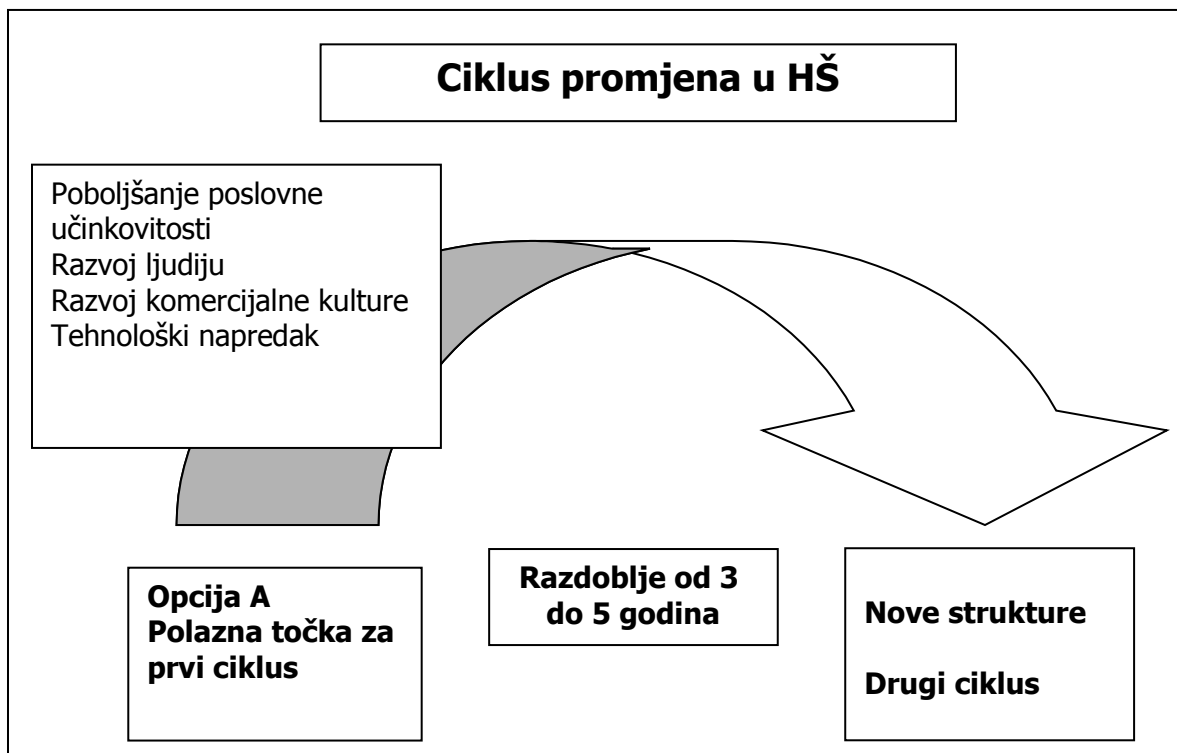 Ciklus promjena u HŠ
Poboljšanje poslovne
učinkovitosti
Razvoj ljudiju
Razvoj komercijalne kulture
Tehnološki napredak
Opcija A
Polazna točka za
prvi ciklus
Razdoblje od 3
do 5 godina
Nove strukture
Drugi ciklus